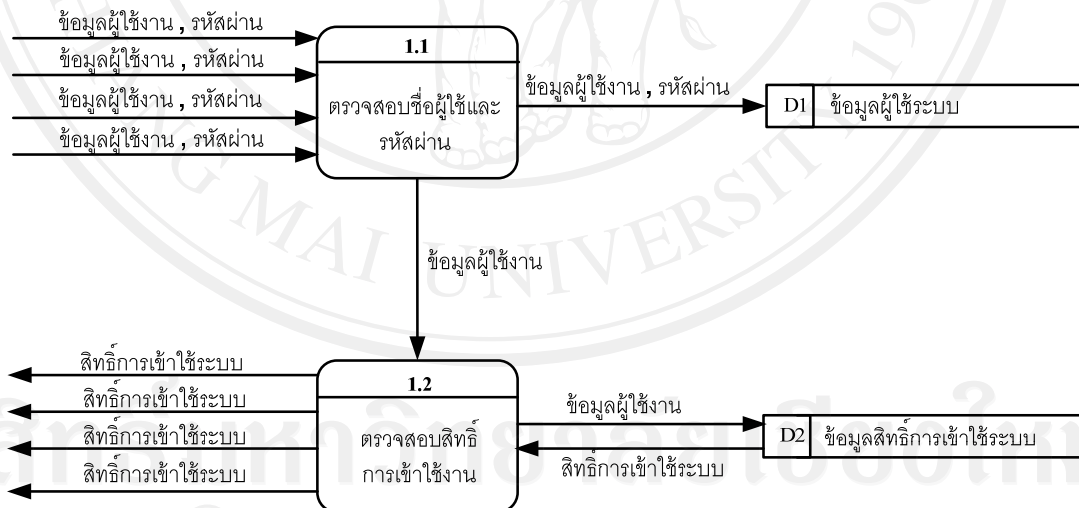 ข้อมูลผู้ใช้งาน , รหัสผ่าน
ข้อมูลผู้ใช้งาน , รหัสผ่าน
ข้อมูลผู้ใช้งาน , รหัสผ่าน
ข้อมูลผู้ใช้งาน , รหัสผ่าน
1.1
ตรวจสอบชื่อผู้ใช้และ
รหัสผ่าน
ข้อมูลผู้ใช้งาน , รหัสผ่าน
D1 ข้อมูลผู้ใช้ระบบ
ข้อมูลผู้ใช้งาน
สิทธิ์การเข้าใช้ระบบ
สิทธิ์การเข้าใช้ระบบ
สิทธิ์การเข้าใช้ระบบ
สิทธิ์การเข้าใช้ระบบ
1.2
ตรวจสอบสิทธิ์
การเข้าใช้งาน
ข้อมูลผู้ใช้งาน
สิทธิ์การเข้าใช้ระบบ
D2 ข้อมูลสิทธิ์การเข้าใช้ระบบ
MAI UNIVERSIT